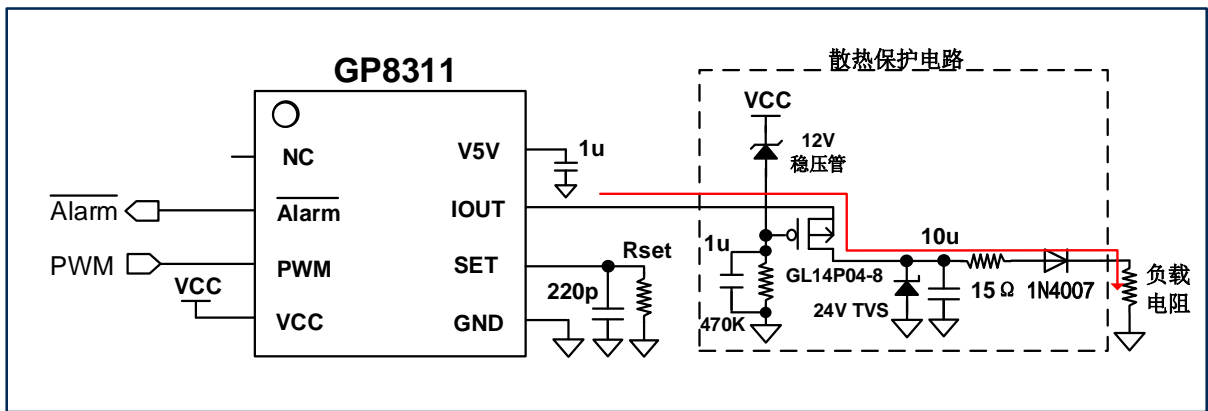 GP8311
散热保护电路
NC
Alarm
Alarm
PWM
PWM
VCC
VCC
V5V
1u
IOUT
SET
Rset
220p
GND
VCC
12V
稳压管
1u
470K
GL14P04-8
24V TVS
10u
15Ω
1N4007
负载
电阻